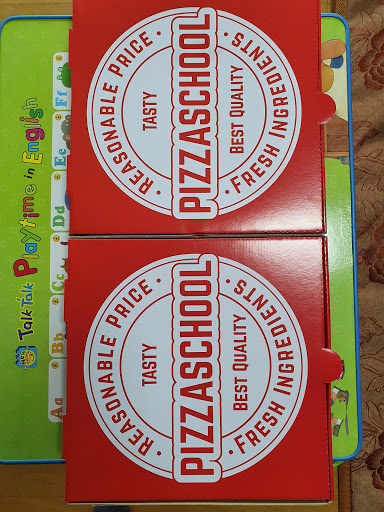 REASONABLE PRICE
TASTY
PIZZASCHOOL
BEST QUALITY
FRESH INGREDIENTS
REASONABLE PRICE
TASTY
PIZZASCHOOL
BEST QUALITY
FRESH INGREDIENTS
Talk Talk Playtime in English
Aa Bb Cc Dd Ee Ff